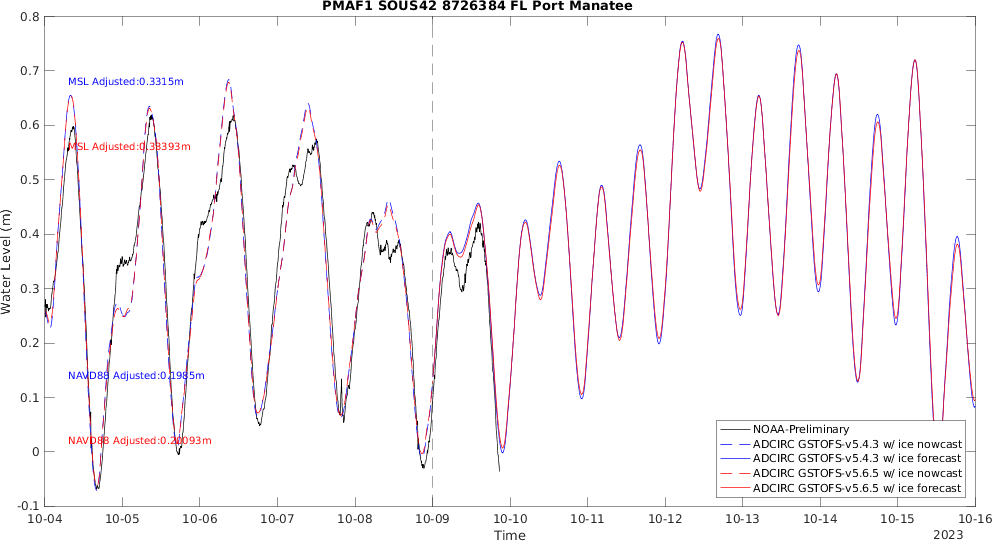 PMAF1 SOUS42 8726384 FL Port Manatee
0.8
0.7
0.6
0.5
0.4
0.3
0.2
0.1
0
-0.1
Water Level (m)
MSL Adjusted:0.3315m
MSL Adjusted:0.33393m
NAVD88 Adjusted:0.1985m
NAVD88 Adjusted:0.20093m
NOAA-Preliminary
ADCIRC GSTOFS-v5.4.3 w/ ice nowcast
ADCIRC GSTOFS-v5.4.3 w/ ice forecast
ADCIRC GSTOFS-v5.6.5 w/ ice nowcast
ADCIRC GSTOFS-v5.6.5 w/ ice forecast
10-04 10-05 10-06 10-07 10-08 10-09 10-10 10-11 10-12 10-13 10-14 10-15 10-16
Time
2023